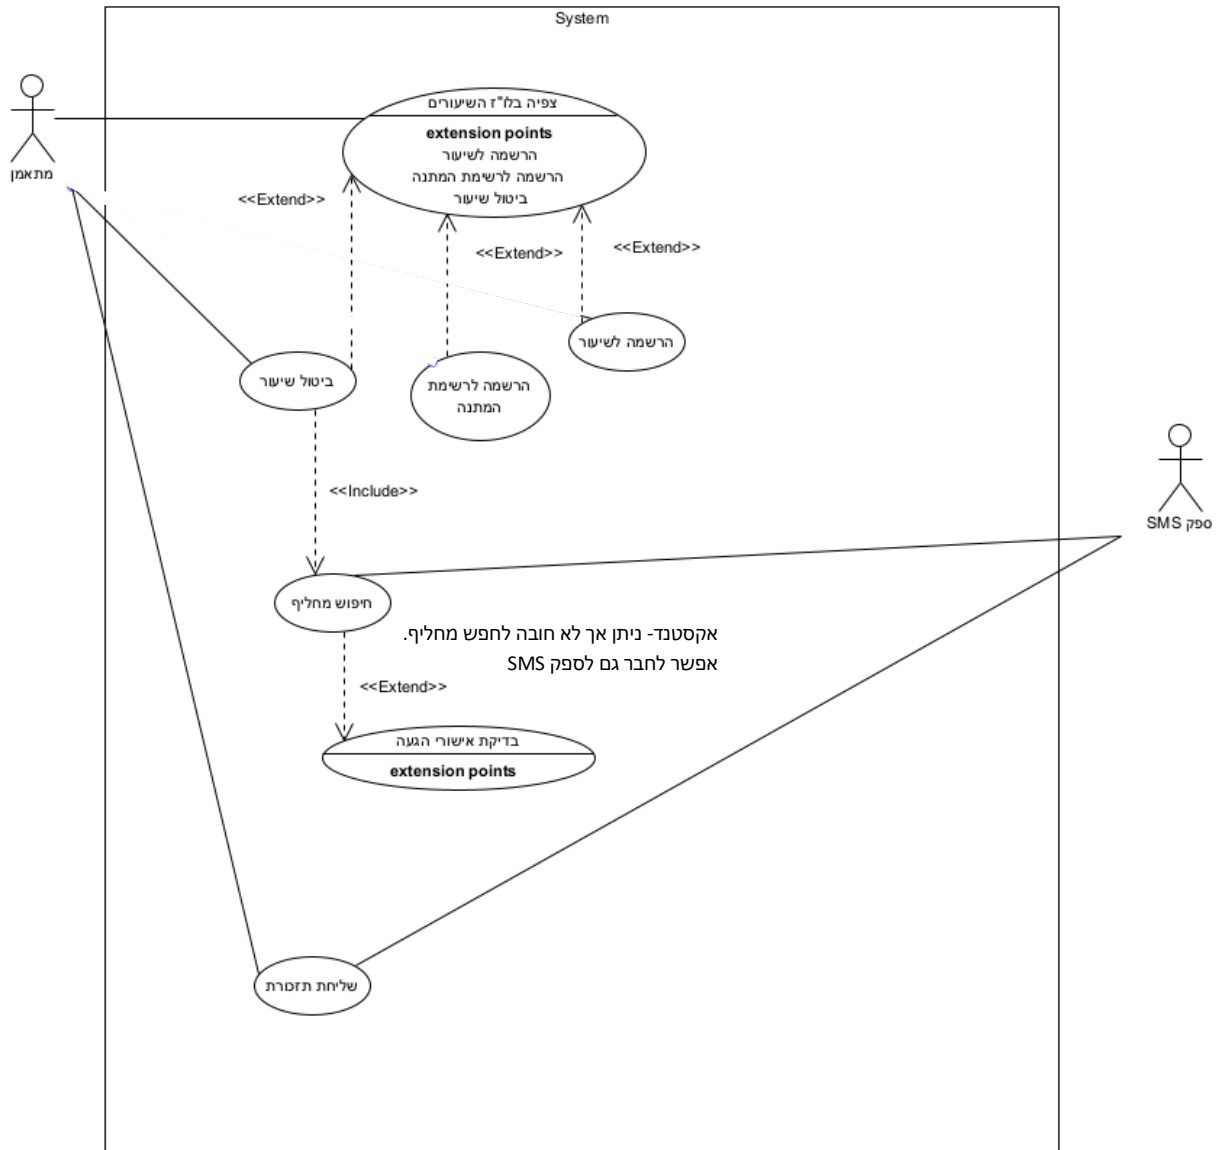 System
צפיה בלו"ז השיעורים
extension points
הרשמה לשיעור
הרשמה לרשימת המתנה
ביטול שיעור
מתאמן
<<Extend>>
<<Extend>>
<<Extend>>
הרשמה לשיעור
ביטול שיעור
הרשמה לרשימת
המתנה
<<Include>>
ספק SMS
חיפוש מחליף
אקסטנד- ניתן אך לא חובה לחפש מחליף.
אפשר לחבר גם לספק SMS
<<Extend>>
בדיקת אישורי הגעה
extension points
שליחת תזכורת